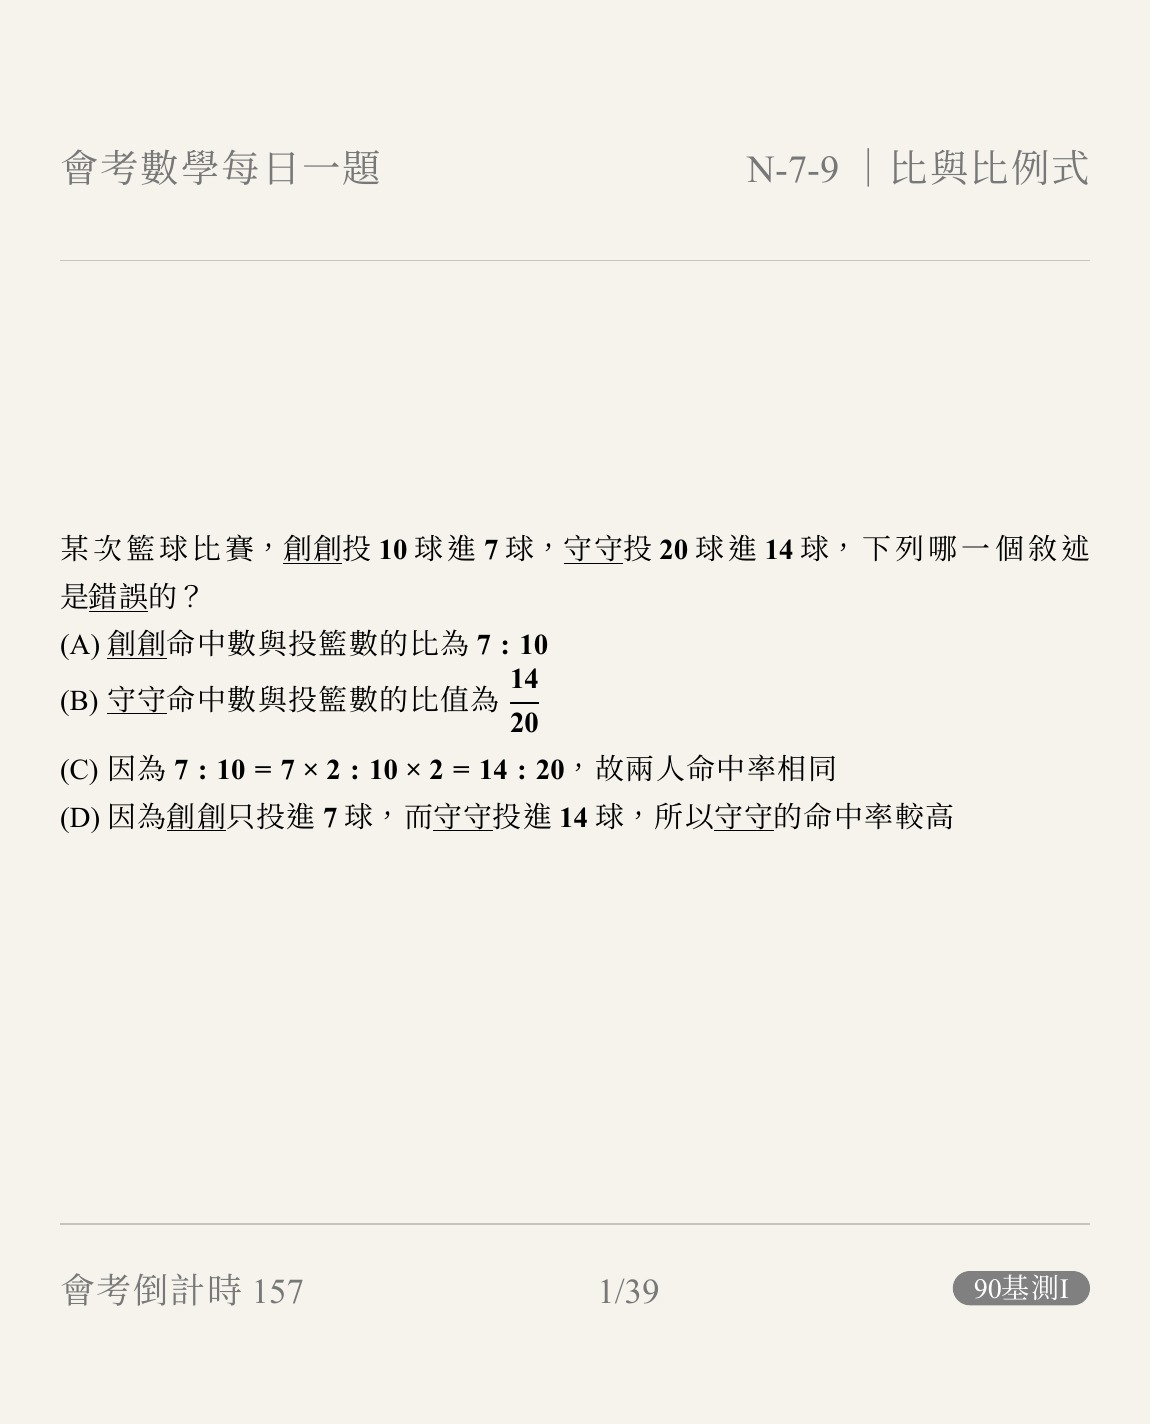 會考數學每日一題
N-7-9｜比與比例式
某次籃球比賽，創創投 10 球進 7 球，守守投 20 球進 14 球，下列哪一個敘述
是錯誤的？
(A) 創創命中數與投籃數的比為 7 : 10
(B) 守守命中數與投籃數的比值為 14/20
(C) 因為 7 : 10 = 7 × 2 : 10 × 2 = 14 : 20，故兩人命中率相同
(D) 因為創創只投進 7 球，而守守投進 14 球，所以守守的命中率較高
會考倒計時 157
1/39
90基測I